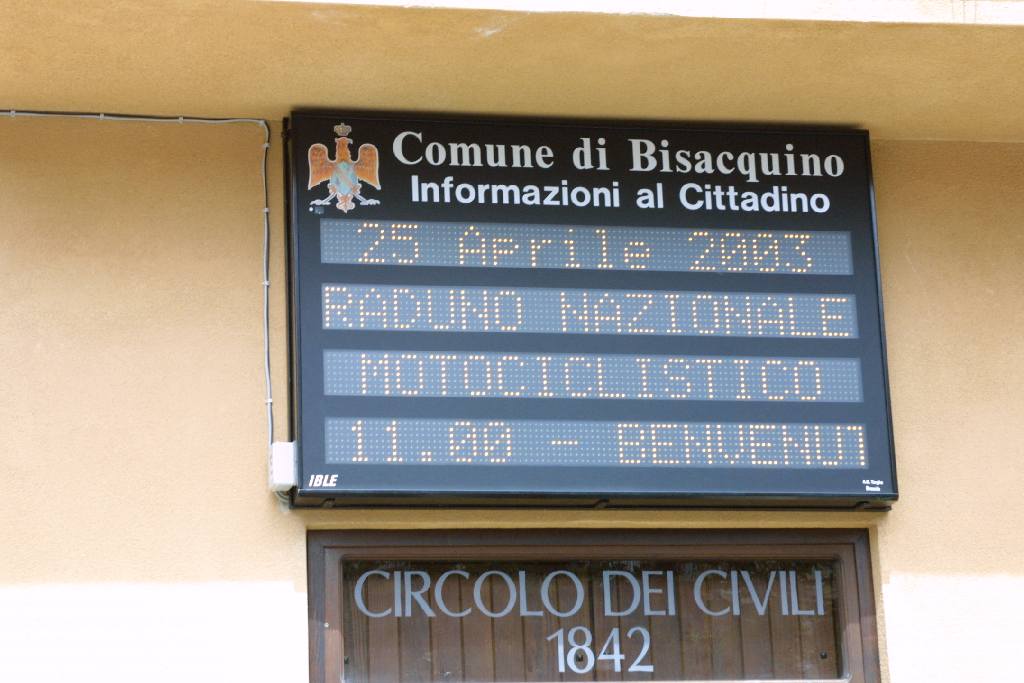 Comune di Bisacquino
Informazioni al Cittadino
25 Aprile 2003
RADUNO NAZIONALE
MOTOCICLISTICO
11.00 - BENVENU
IBLE
CIRCOLO DEI CIVILI
1842